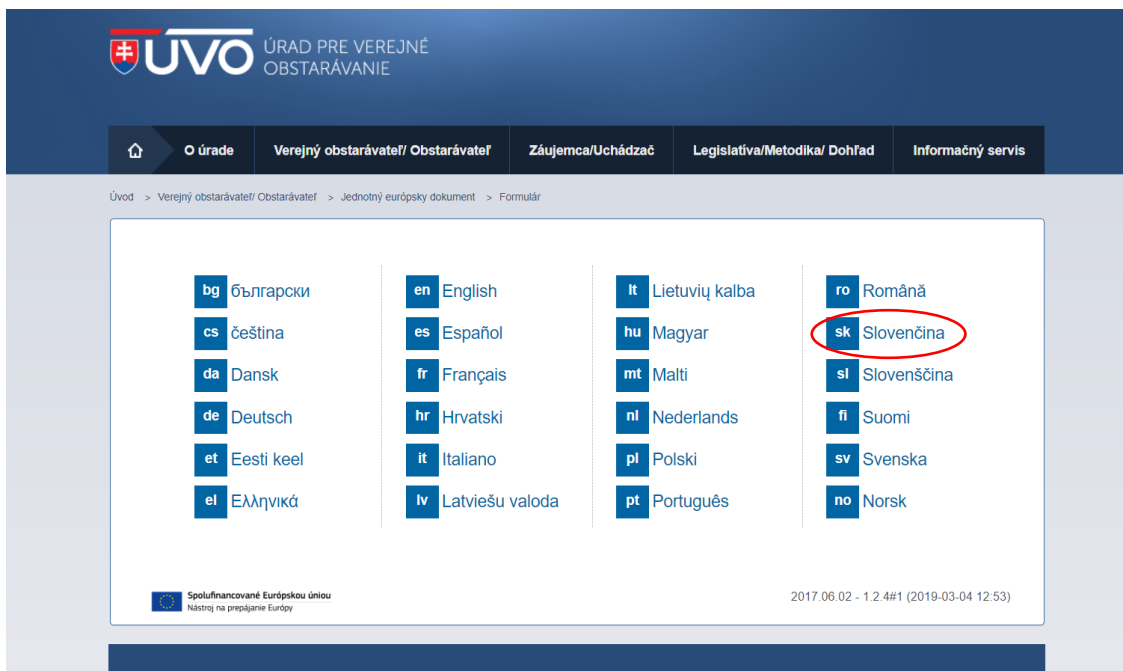 ÚVO ÚRAD PRE VEREJNÉ
OBSTARÁVANIE
O úrade Verejný obstarávateľ/ Obstarávateľ Záujemca/Uchádzač Legislatíva/Metodika/ Dohľad Informačný servis
Úvod > Verejný obstarávateľ/ Obstarávateľ > Jednotný európsky dokument > Formulár
bg български en English lt Lietuvių kalba ro Română
cs čeština es Español hu Magyar sk Slovenčina
da Dansk fr Français mt Malti sl Slovenščina
de Deutsch hr Hrvatski nl Nederlands fi Suomi
et Eesti keel it Italiano pl Polski sv Svenska
el Ελληνικά lv Latviešu valoda pt Português no Norsk
Spolufinancované Európskou úniou
Nástroj na prepájanie Európy
2017.06.02 - 1.2.4#1 (2019-03-04 12:53)